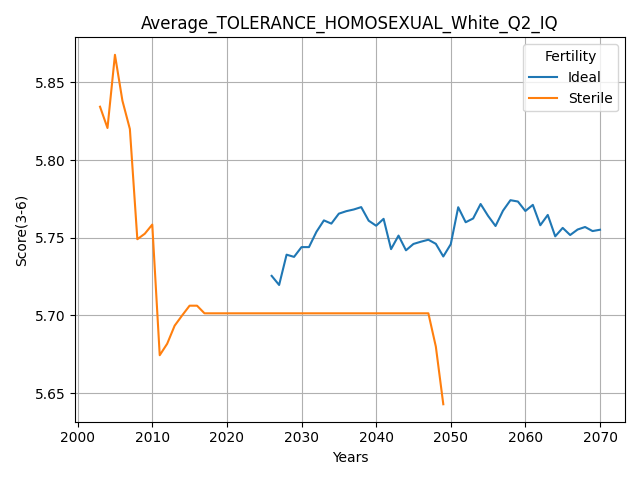 Average_TOLERANCE_HOMOSEXUAL_White_Q2_IQ
Fertility
Ideal
Sterile
Score(3-6)
5.85
5.80
5.75
5.70
5.65
2000 2010 2020 2030 2040 2050 2060 2070
Years